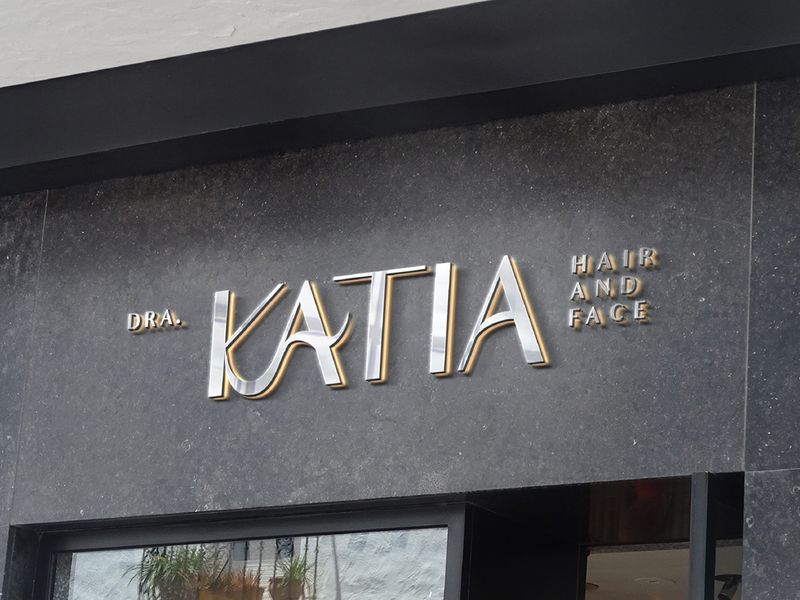 DRA.
KATIA
HAIR
AND
FACE